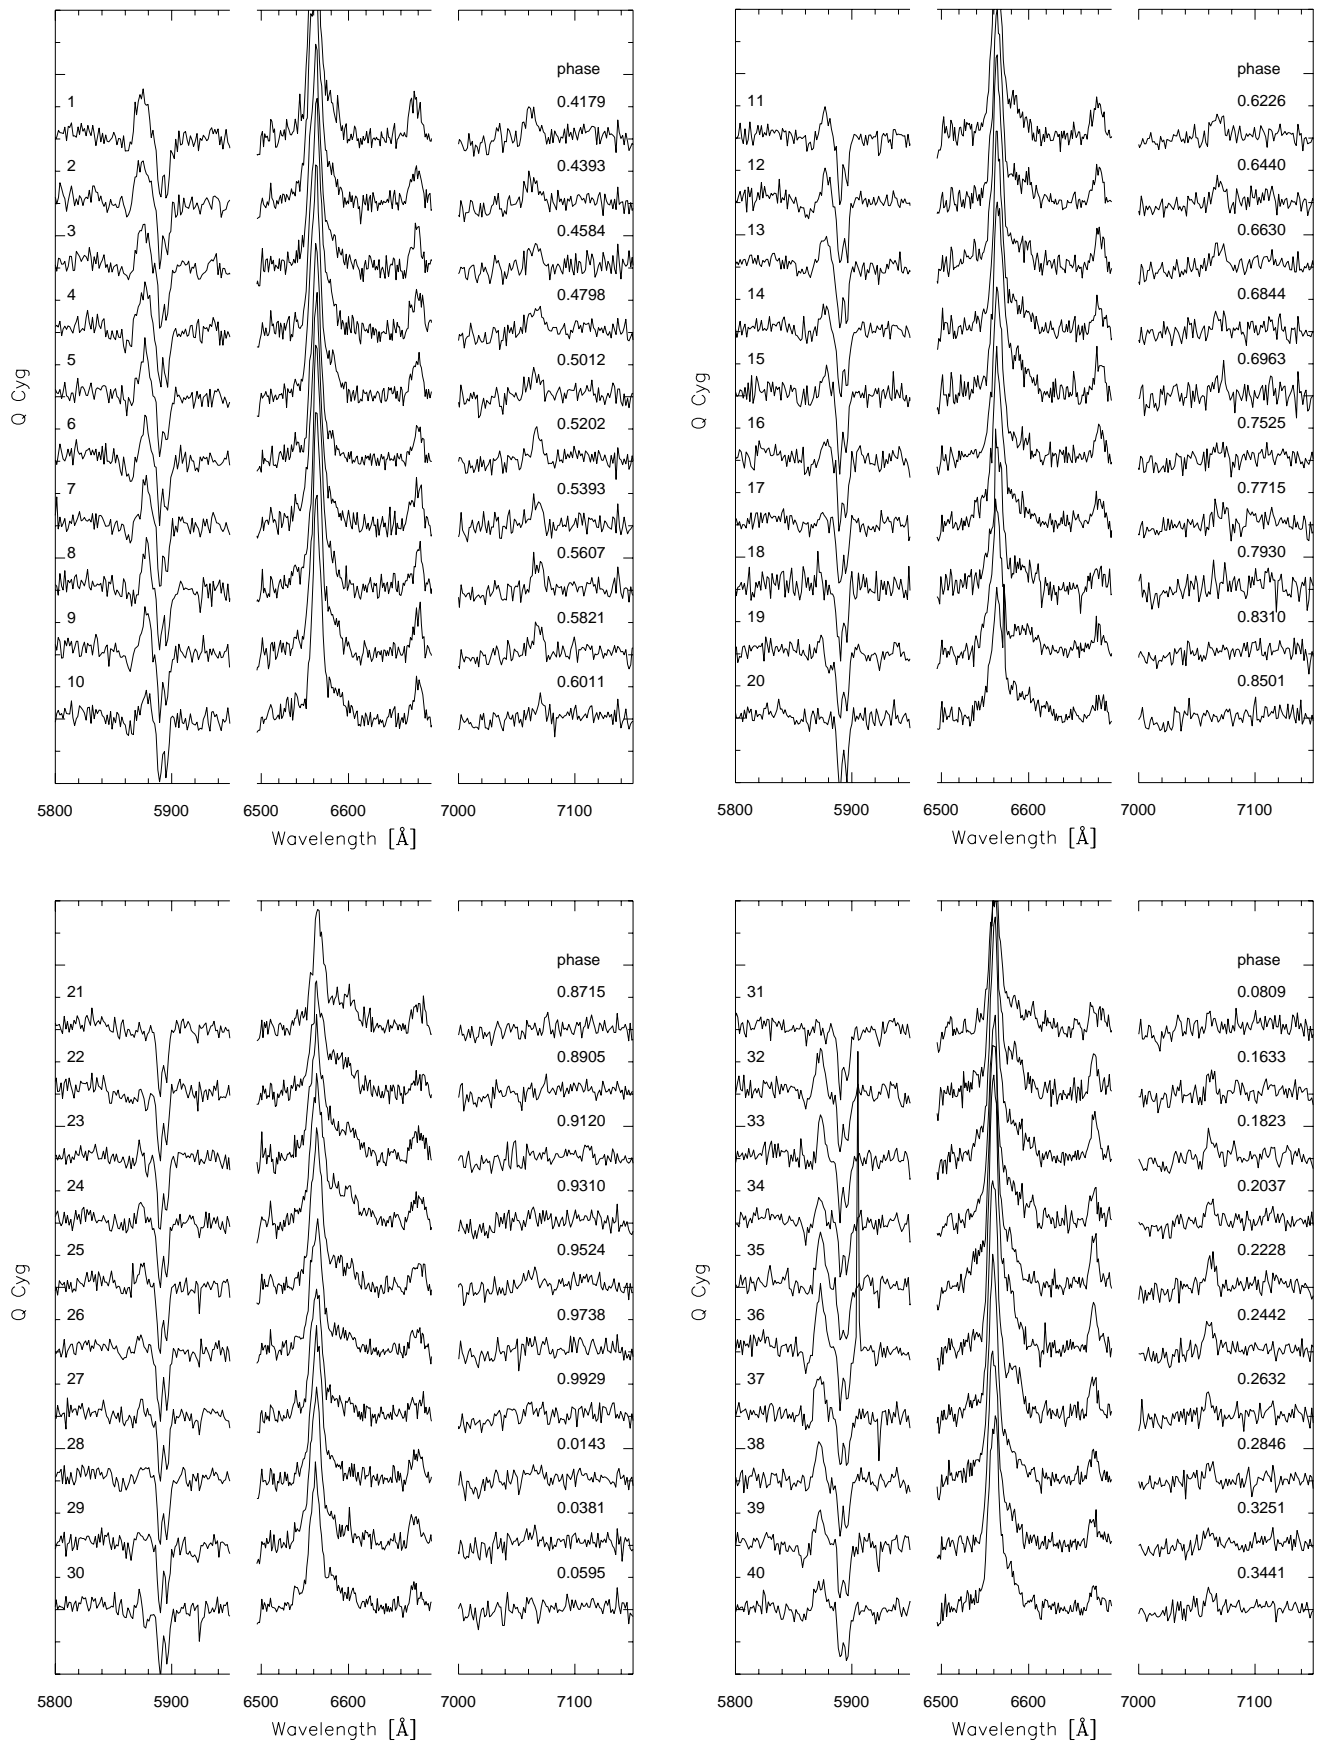 phase
1 0.4179
2 0.4393
3 0.4584
4 0.4798
5 0.5012
6 0.5202
7 0.5393
8 0.5607
9 0.5821
10 0.6011
Q Cyg
5800 5900 6500 6600 7000 7100
Wavelength [Å]
phase
11 0.6226
12 0.6440
13 0.6630
14 0.6844
15 0.6963
16 0.7525
17 0.7715
18 0.7930
19 0.8310
20 0.8501
Q Cyg
5800 5900 6500 6600 7000 7100
Wavelength [Å]
phase
21 0.8715
22 0.8905
23 0.9120
24 0.9310
25 0.9524
26 0.9738
27 0.9929
28 0.0143
29 0.0381
30 0.0595
Q Cyg
5800 5900 6500 6600 7000 7100
Wavelength [Å]
phase
31 0.0809
32 0.1633
33 0.1823
34 0.2037
35 0.2228
36 0.2442
37 0.2632
38 0.2846
39 0.3251
40 0.3441
Q Cyg
5800 5900 6500 6600 7000 7100
Wavelength [Å]